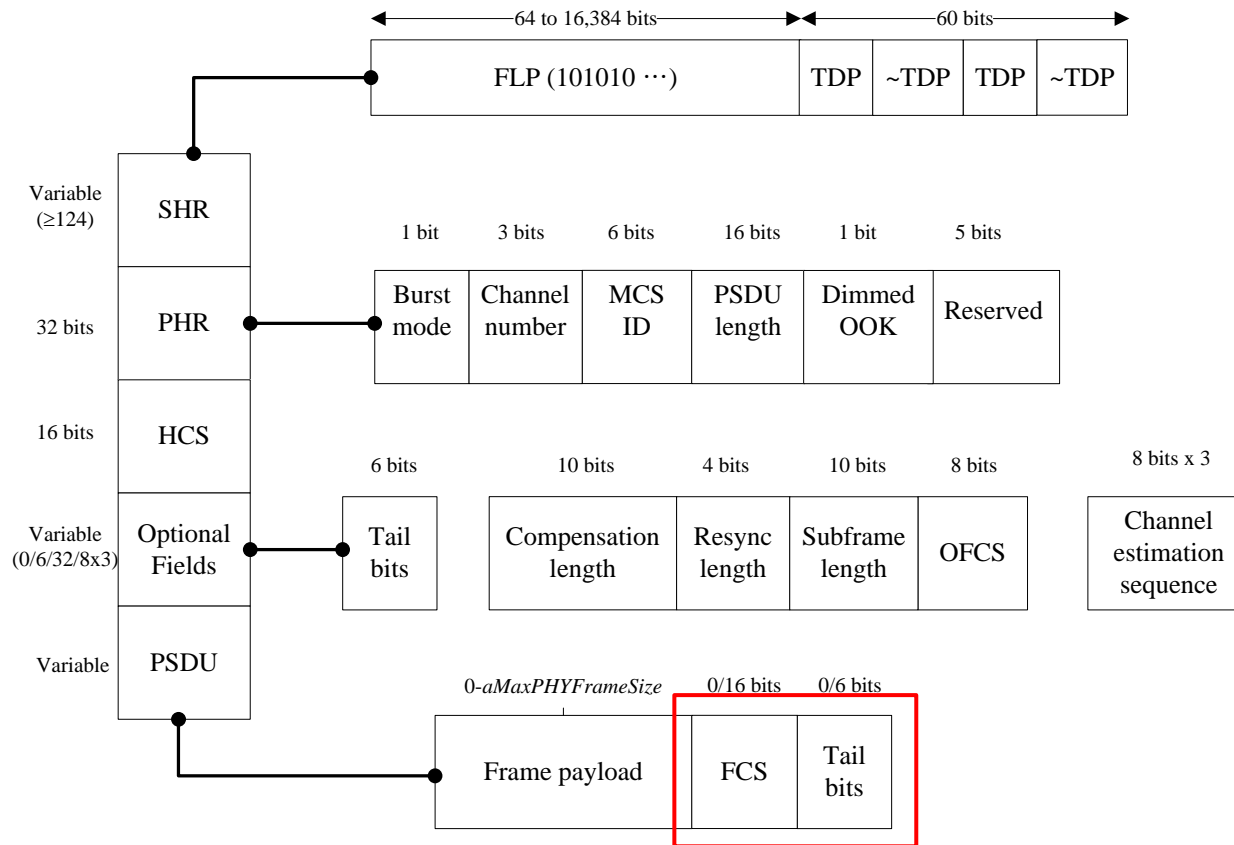 64 to 16,384 bits
60 bits
FLP (101010 ⋯)
TDP
~TDP
TDP
~TDP
Variable
(≥124)
SHR
1 bit
3 bits
6 bits
16 bits
1 bit
5 bits
32 bits
PHR
Burst
mode
Channel
number
MCS
ID
PSDU
length
Dimmed
OOK
Reserved
16 bits
HCS
6 bits
10 bits
4 bits
10 bits
8 bits
8 bits x 3
Variable
(0/6/32/8x3)
Optional
Fields
Tail
bits
Compensation
length
Resync
length
Subframe
length
OFCS
Channel
estimation
sequence
Variable
PSDU
0-aMaxPHYFrameSize
0/16 bits
0/6 bits
Frame payload
FCS
Tail
bits